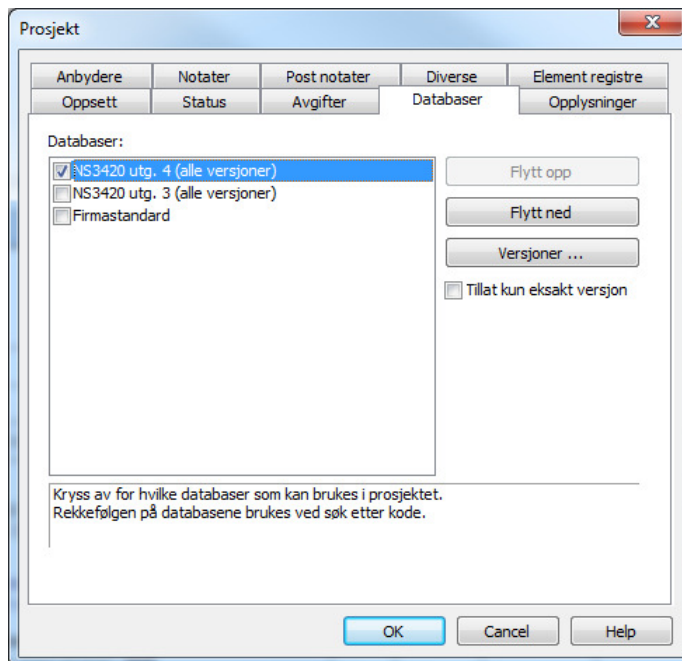 Prosjekt
Anbydere Notater Post notater Diverse Element registre
Oppsett Status Avgifter Databaser Opplysninger
Databaser:
NS3420 utg. 4 (alle versjoner)
NS3420 utg. 3 (alle versjoner)
Firmastandard
Flytt opp
Flytt ned
Versjoner ...
Tillat kun eksakt versjon
Kryss av for hvilke databaser som kan brukes i prosjektet.
Rekkefølgen på databasene brukes ved søk etter kode.
OK Cancel Help